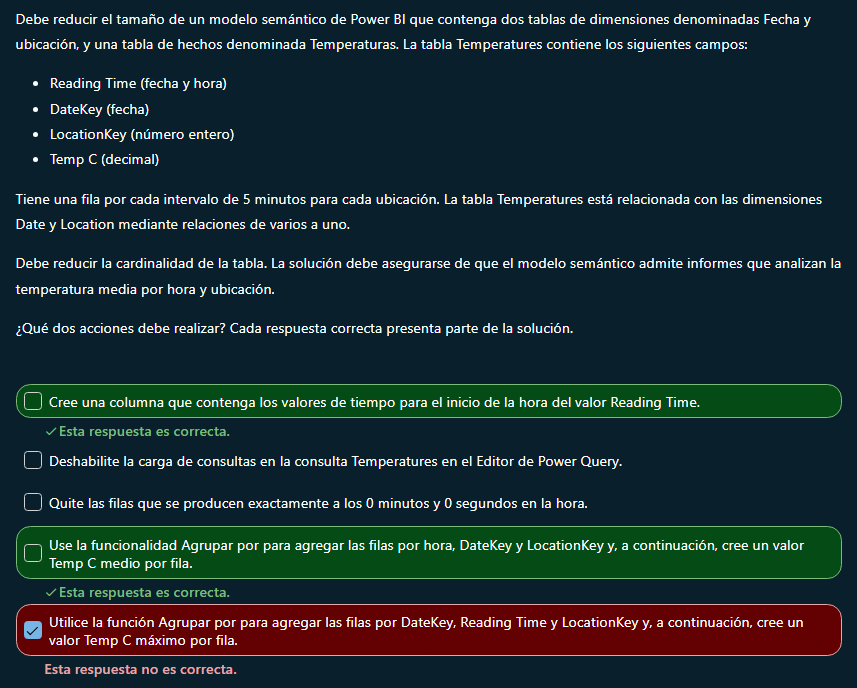 Debe reducir el tamaño de un modelo semántico de Power BI que contenga dos tablas de dimensiones denominadas Fecha y
ubicación, y una tabla de hechos denominada Temperaturas. La tabla Temperatures contiene los siguientes campos:
• Reading Time (fecha y hora)
• DateKey (fecha)
• LocationKey (número entero)
• Temp C (decimal)
Tiene una fila por cada intervalo de 5 minutos para cada ubicación. La tabla Temperatures está relacionada con las dimensiones
Date y Location mediante relaciones de varios a uno.
Debe reducir la cardinalidad de la tabla. La solución debe asegurarse de que el modelo semántico admite informes que analizan la
temperatura media por hora y ubicación.
¿Qué dos acciones debe realizar? Cada respuesta correcta presenta parte de la solución.
Cree una columna que contenga los valores de tiempo para el inicio de la hora del valor Reading Time.
✓ Esta respuesta es correcta.
Deshabilite la carga de consultas en la consulta Temperatures en el Editor de Power Query.
Quite las filas que se producen exactamente a los 0 minutos y 0 segundos en la hora.
Use la funcionalidad Agrupar por para agregar las filas por hora, DateKey y LocationKey y, a continuación, cree un valor
Temp C medio por fila.
✓ Esta respuesta es correcta.
Utilice la función Agrupar por para agregar las filas por DateKey, Reading Time y LocationKey y, a continuación, cree un
valor Temp C máximo por fila.
Esta respuesta no es correcta.